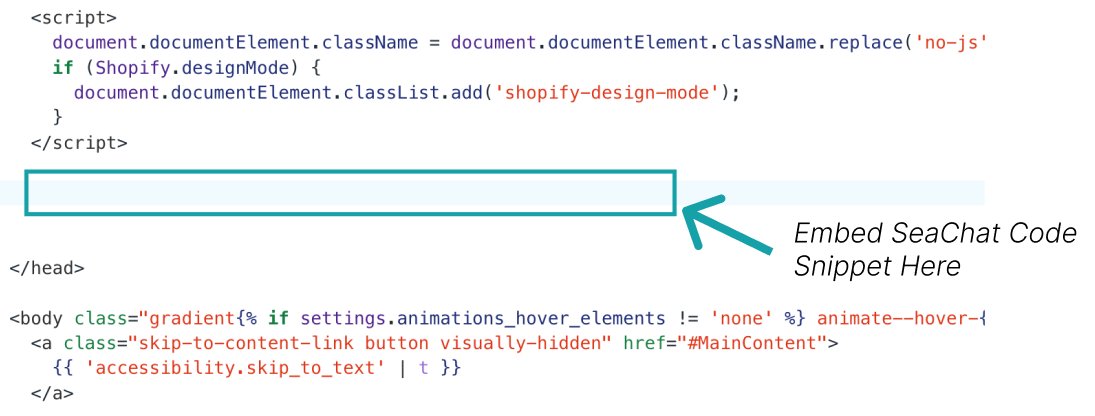 <script>
document.documentElement.className = document.documentElement.className.replace('no-js'
if (Shopify.designMode) {
document.documentElement.classList.add('shopify-design-mode');
}
</script>
Embed SeaChat Code
Snippet Here
</head>
<body class="gradient{% if settings.animations_hover_elements != 'none' %} animate--hover-{
<a class="skip-to-content-link button visually-hidden" href="#MainContent">
{{ 'accessibility.skip_to_text' | t }}
</a>